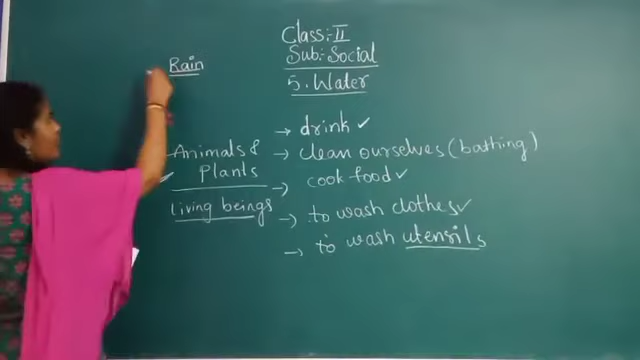 Class:- II
Sub:- Social
5. Water
Rain
Animals &
Plants
Living beings
→ drink ✓
→ clean ourselves (bathing)
→ cook food ✓
→ to wash clothes ✓
→ to wash utensils